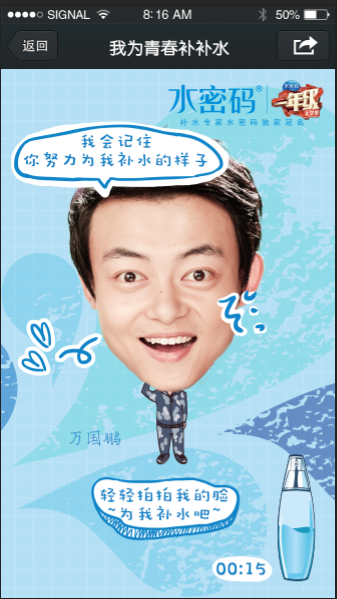 SIGNAL 8:16 AM 50%
返回 我为青春补补水
水密码®
一年级
补水专家水密码独家冠名
我会记住
你努力为我补水的样子
万国鹏
轻轻拍拍我的脸
~为我补水吧~
00:15